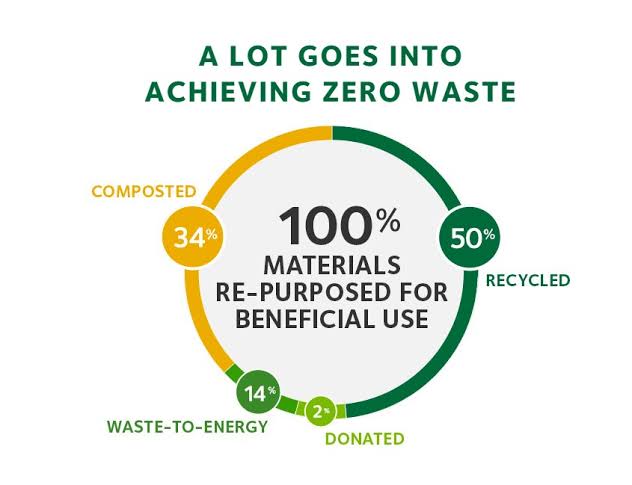 A LOT GOES INTO
ACHIEVING ZERO WASTE
COMPOSTED
34%
100%
MATERIALS
RE-PURPOSED FOR
BENEFICIAL USE
50%
RECYCLED
14%
WASTE-TO-ENERGY
2%
DONATED